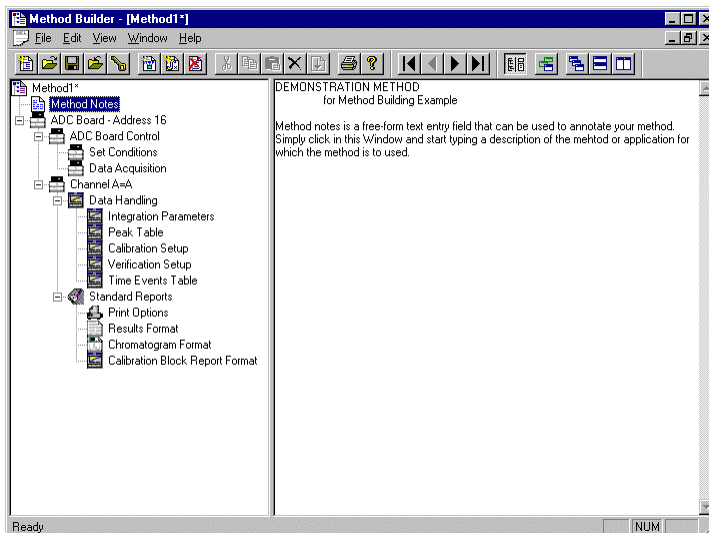 Method Builder - [Method1*]
File Edit View Window Help
Method1*
Method Notes
ADC Board - Address 16
ADC Board Control
Set Conditions
Data Acquisition
Channel A=A
Data Handling
Integration Parameters
Peak Table
Calibration Setup
Verification Setup
Time Events Table
Standard Reports
Print Options
Results Format
Chromatogram Format
Calibration Block Report Format
DEMONSTRATION METHOD
for Method Building Example
Method notes is a free-form text entry field that can be used to annotate your method.
Simply click in this Window and start typing a description of the mehtod or application for
which the method is to used.
Ready
NUM